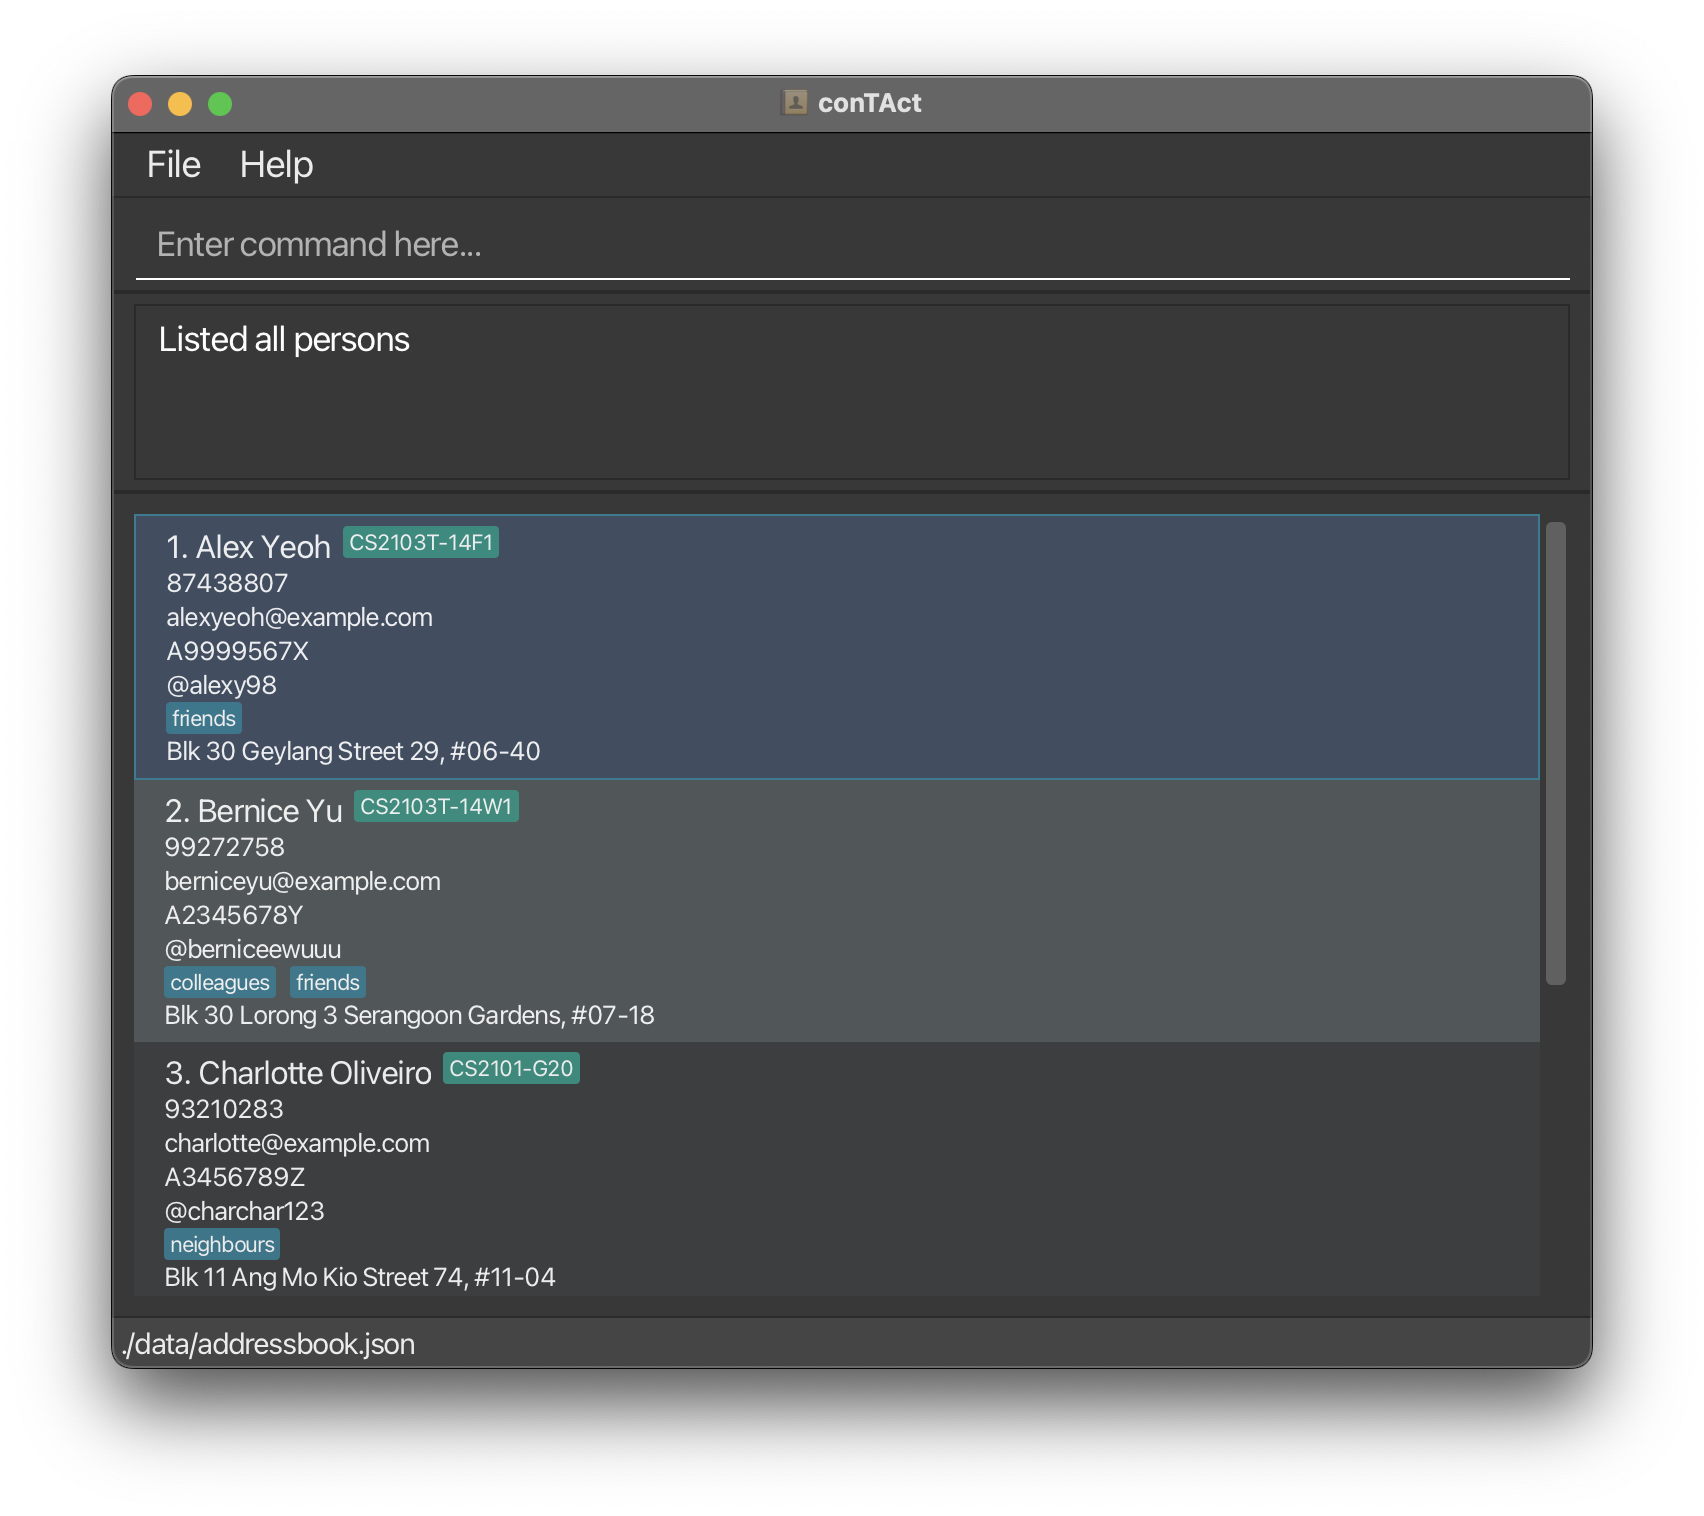 conTAct
File Help
Enter command here...
Listed all persons
1. Alex Yeoh CS2103T-14F1
87438807
alexyeoh@example.com
A9999567X
@alexy98
friends
Blk 30 Geylang Street 29, #06-40
2. Bernice Yu CS2103T-14W1
99272758
berniceyu@example.com
A2345678Y
@berniceewuuu
colleagues friends
Blk 30 Lorong 3 Serangoon Gardens, #07-18
3. Charlotte Oliveiro CS2101-G20
93210283
charlotte@example.com
A3456789Z
@charchar123
neighbours
Blk 11 Ang Mo Kio Street 74, #11-04
./data/addressbook.json